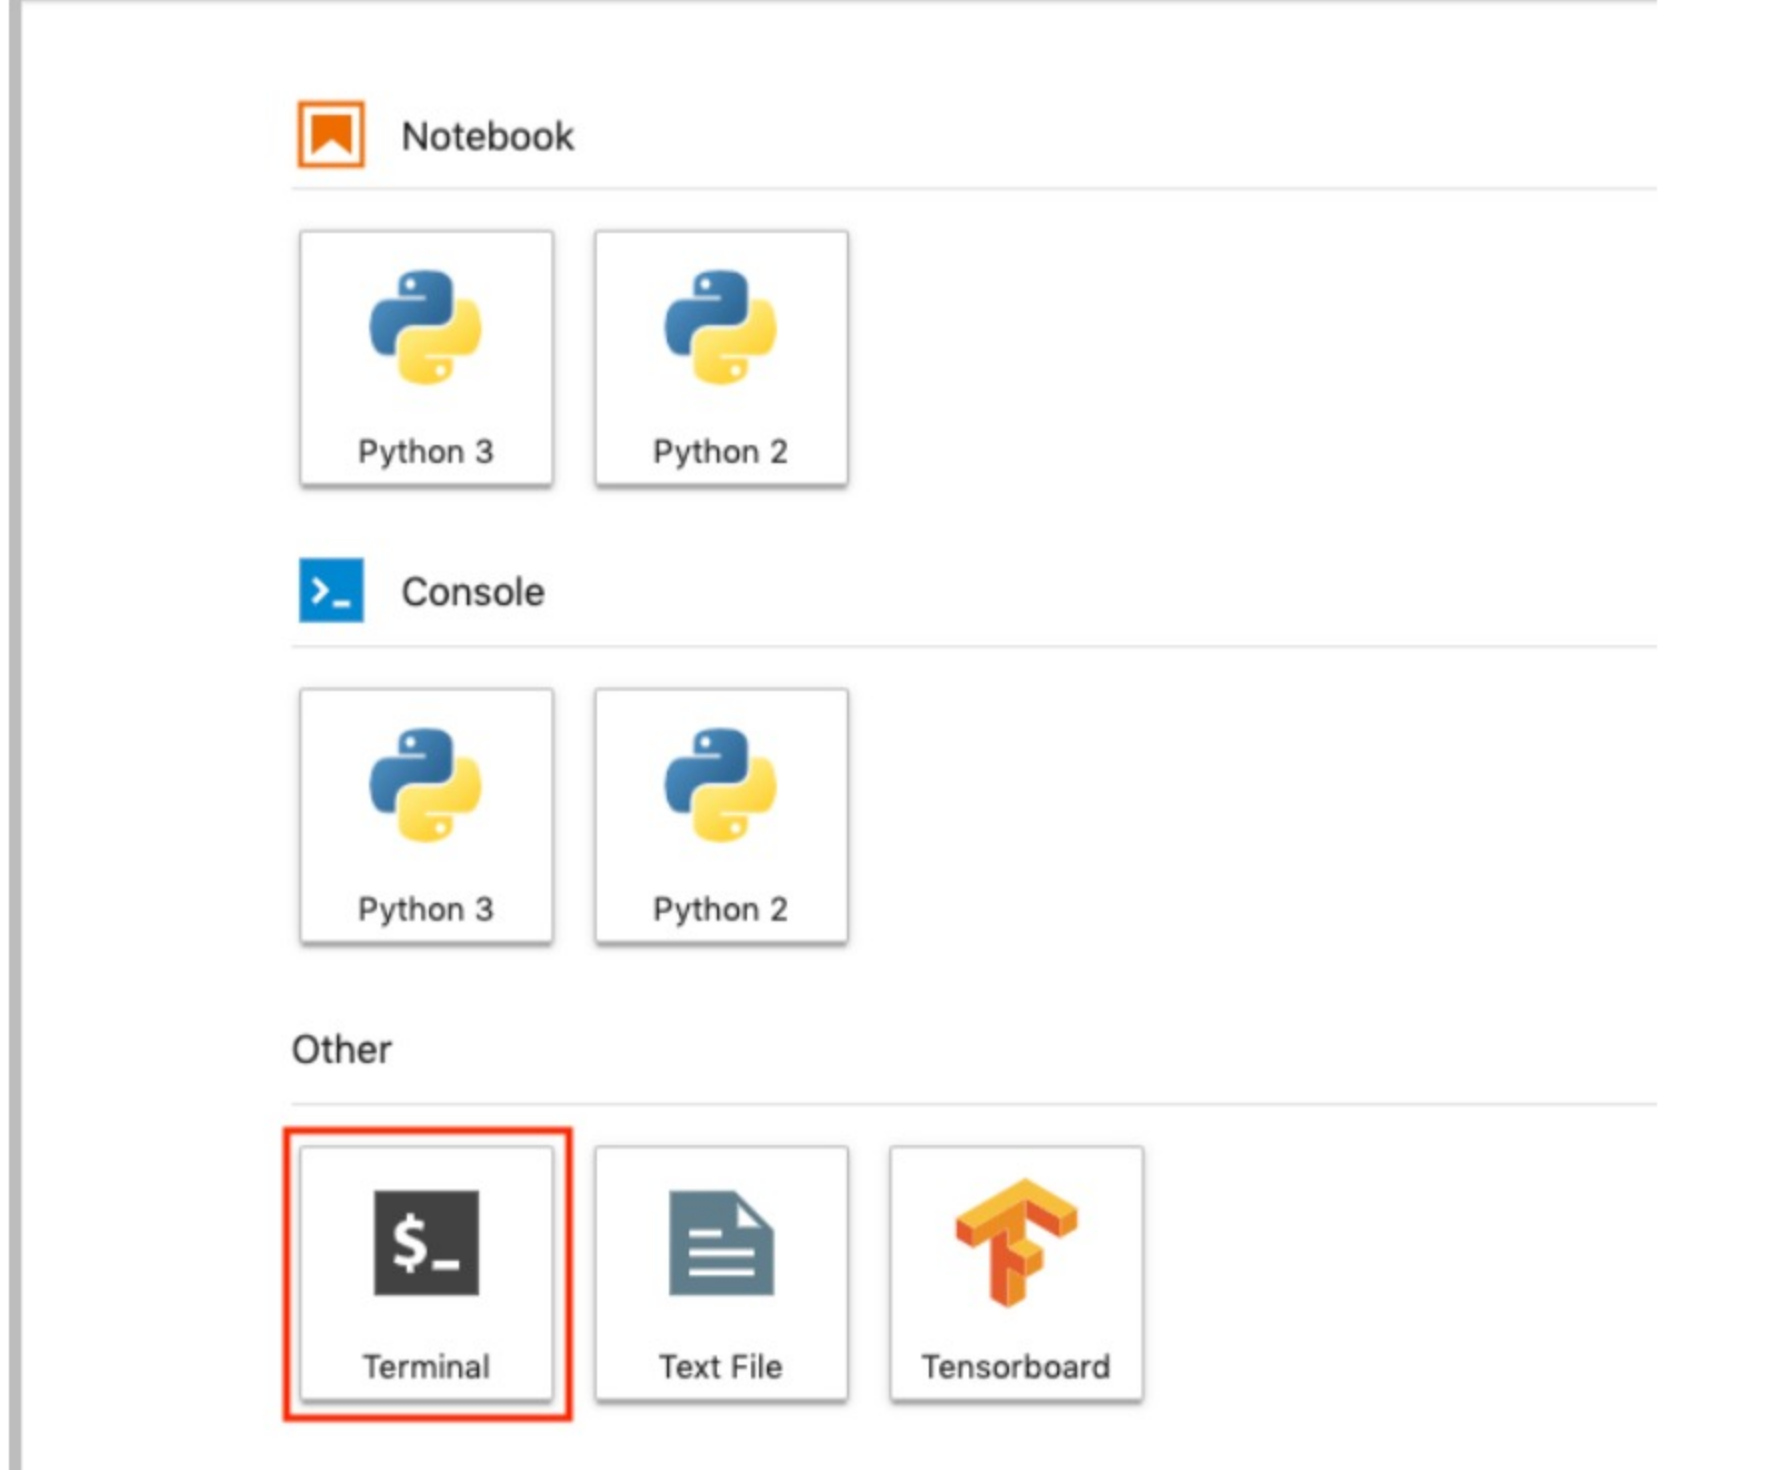 Notebook
Python 3
Python 2
Console
Python 3
Python 2
Other
$_
Terminal
Text File
Tensorboard